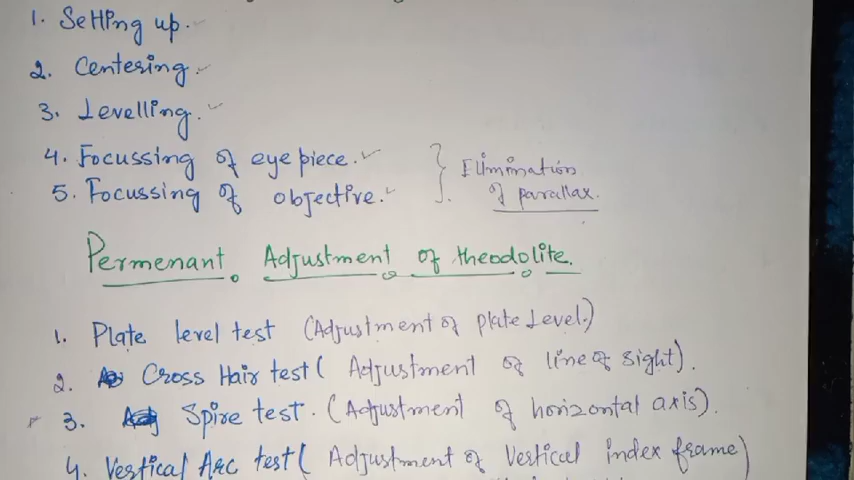 1. Setting up.
2. Centering.
3. Levelling.
4. Focussing of eye piece.
5. Focussing of objective.
Elimination
of parallax.
Permenant Adjustment of theodolite.
1. Plate level test (Adjustment of Plate Level.)
2. Cross Hair test ( Adjustment of line of sight).
3. Spire test. (Adjustment of horizontal axis).
4. Vertical Arc test ( Adjustment of Vertical index frame)